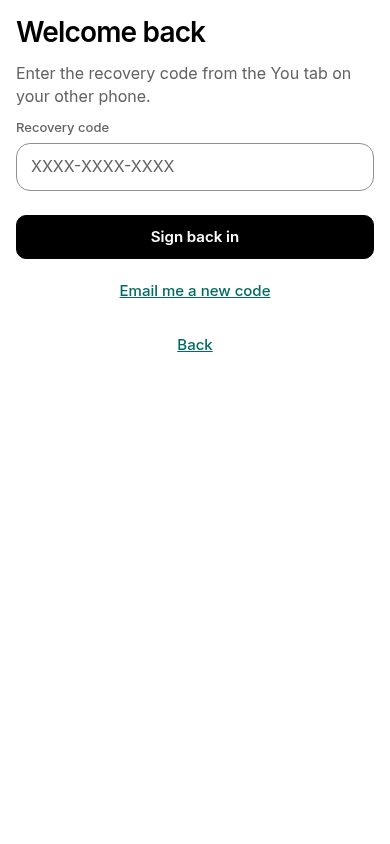 Welcome back
Enter the recovery code from the You tab on
your other phone.
Recovery code
XXXX-XXXX-XXXX
Sign back in
Email me a new code
Back